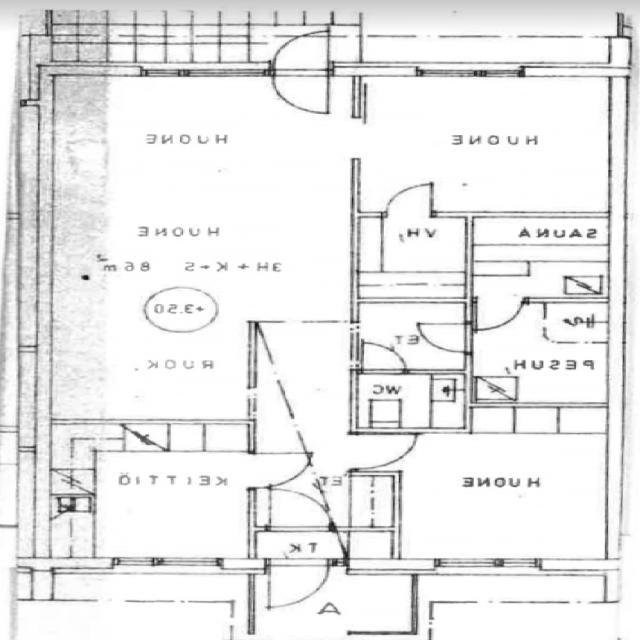 HUONE
HUONE
HUONE
VH,
SAUNA
3H+K+S 86 m²
+3.50
ET,
RUOK,
PESUH,
WC
KEITTIÖ
ET,
HUONE
TK,
A